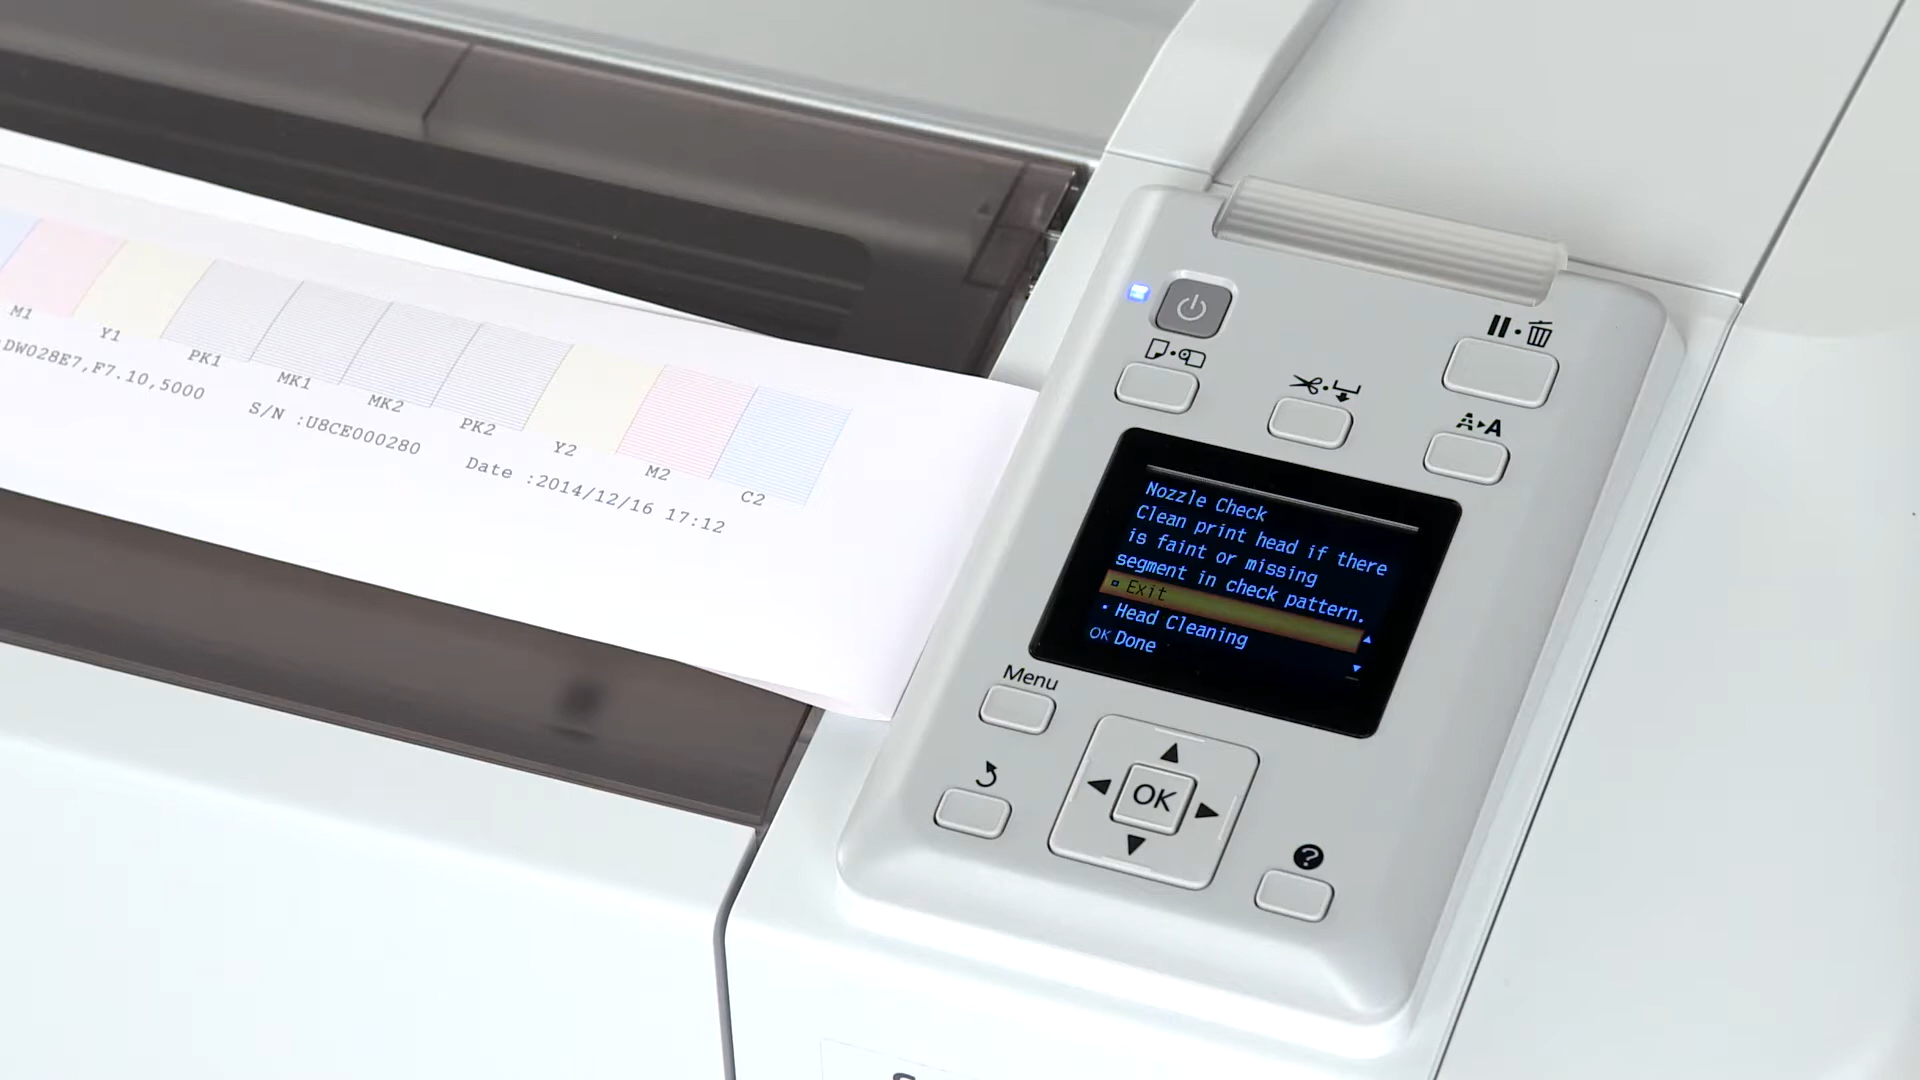 M1 Y1 PK1 MK1 MK2 PK2 Y2 M2 C2
DW028E7,F7.10,5000 S/N :U8CE000280 Date :2014/12/16 17:12
A▸A
Nozzle Check
Clean print head if there
is faint or missing
segment in check pattern.
Exit
Head Cleaning
OK Done
Menu
OK
?